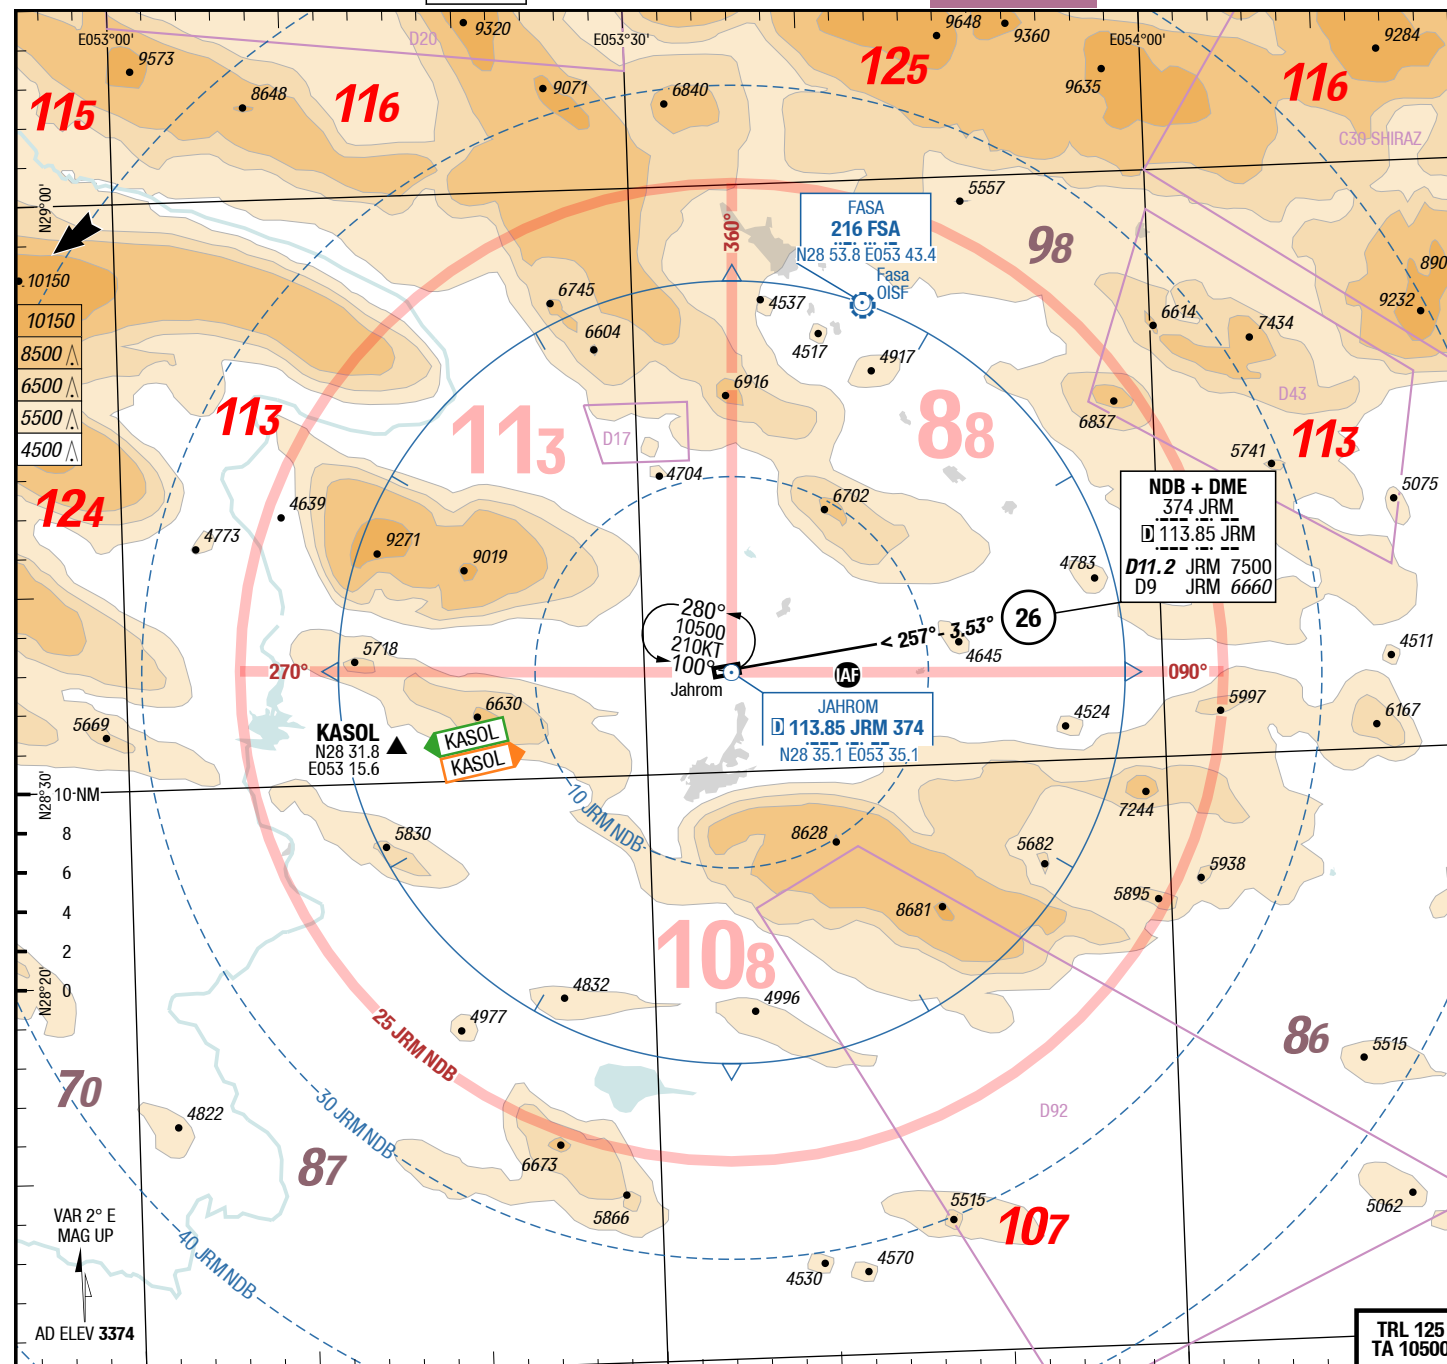 E053°00'
D20
9320
E053°30'
9648
9360
E054°00'
9284
9573
8648
9071
6840
9635
115
116
125
116
C30 SHIRAZ
N29°00'
5557
FASA
216 FSA
N28 53.8 E053 43.4
Fasa
OISF
360°
98
890
10150
10150
8500
6500
5500
4500
6745
6604
4537
4517
4917
6614
7434
9232
6916
6837
D43
113
113
88
D17
5741
113
4704
5075
124
4639
4773
9271
9019
6702
NDB + DME
374 JRM
D 113.85 JRM
D11.2 JRM 7500
D9 JRM 6660
4783
280°
10500
210KT
100°
< 257°- 3.53°
26
4645
4511
5718
270°
IAF
090°
Jahrom
JAHROM
D 113.85 JRM 374
N28 35.1 E053 35.1
6630
5997
6167
4524
5669
KASOL
N28 31.8
E053 15.6
KASOL
KASOL
N28°30'
10 NM
8
6
4
2
0
10 JRM NDB
7244
5830
8628
5682
5938
5895
8681
108
N28°20'
4832
4996
4977
25 JRM NDB
86
5515
70
4822
30 JRM NDB
D92
87
6673
5866
5515
107
5062
VAR 2° E
MAG UP
40 JRM NDB
4530
4570
AD ELEV 3374
TRL 125
TA 10500